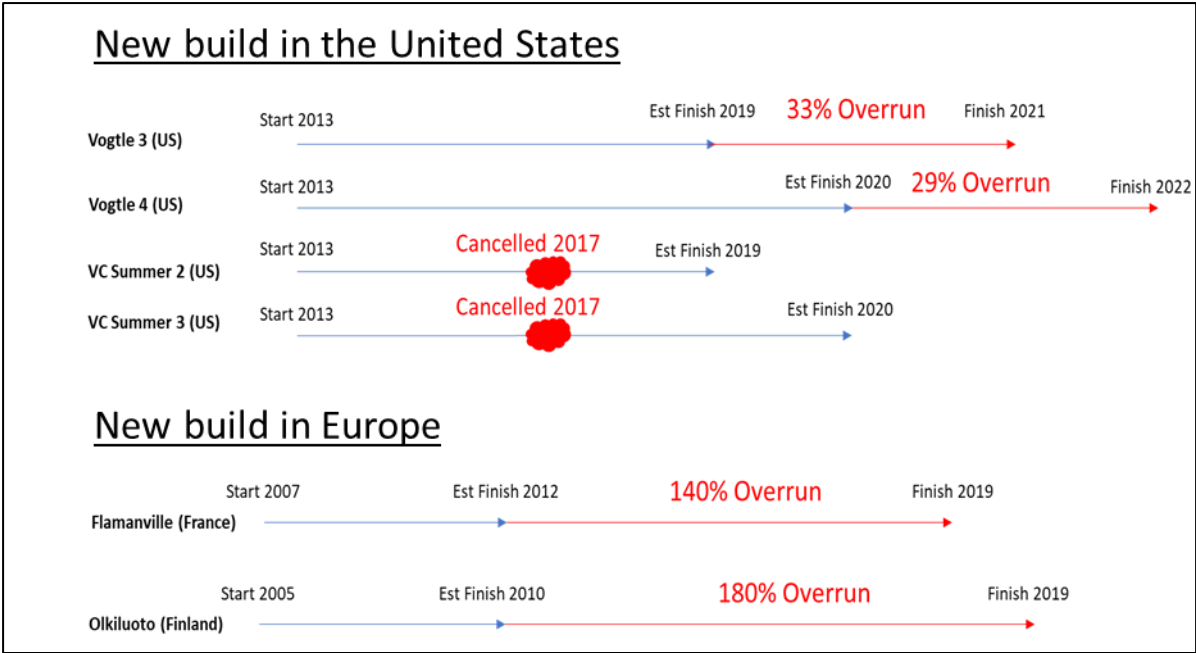 New build in the United States
Start 2013
Est Finish 2019
33% Overrun
Finish 2021
Vogtle 3 (US)
Start 2013
Est Finish 2020
29% Overrun
Finish 2022
Vogtle 4 (US)
Start 2013
Cancelled 2017
Est Finish 2019
VC Summer 2 (US)
Start 2013
Cancelled 2017
Est Finish 2020
VC Summer 3 (US)
New build in Europe
Start 2007
Est Finish 2012
140% Overrun
Finish 2019
Flamanville (France)
Start 2005
Est Finish 2010
180% Overrun
Finish 2019
Olkiluoto (Finland)